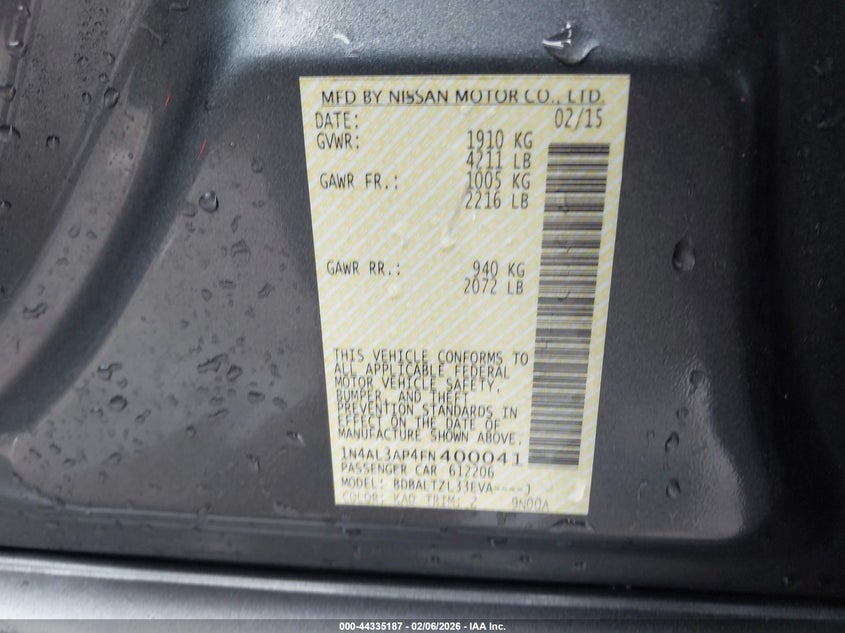 MFD BY NISSAN MOTOR CO., LTD.
DATE: 02/15
GVWR: 1910 KG
4211 LB
GAWR FR.: 1005 KG
2216 LB
GAWR RR.: 940 KG
2072 LB
THIS VEHICLE CONFORMS TO
ALL APPLICABLE FEDERAL
MOTOR VEHICLE SAFETY,
BUMPER, AND THEFT
PREVENTION STANDARDS IN
EFFECT ON THE DATE OF
MANUFACTURE SHOWN ABOVE.
1N4AL3AP4FN400041
PASSENGER CAR 612206
MODEL: BDBALTZL33EVA----J
COLOR: KAD TRIM: Z 9N00A
000-44335187 - 02/06/2026 - IAA Inc.